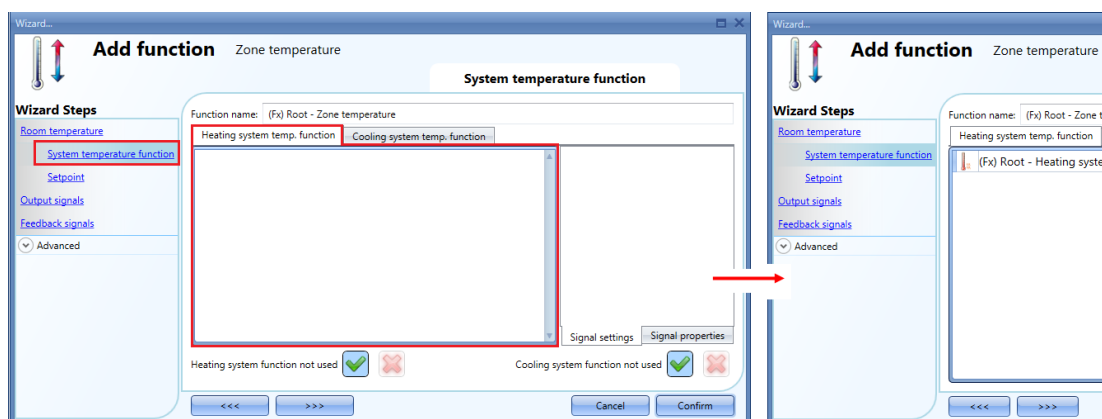 Wizard...
Add function Zone temperature
System temperature function
Wizard Steps
Room temperature
System temperature function
Setpoint
Output signals
Feedback signals
Advanced
Function name: (Fx) Root - Zone temperature
Heating system temp. function Cooling system temp. function
Signal settings Signal properties
Heating system function not used Cooling system function not used
<<< >>> Cancel Confirm
Wizard...
Add function Zone temperature
Wizard Steps
Room temperature
System temperature function
Setpoint
Output signals
Feedback signals
Advanced
Function name: (Fx) Root - Zone t
Heating system temp. function
(Fx) Root - Heating syste
<<< >>>